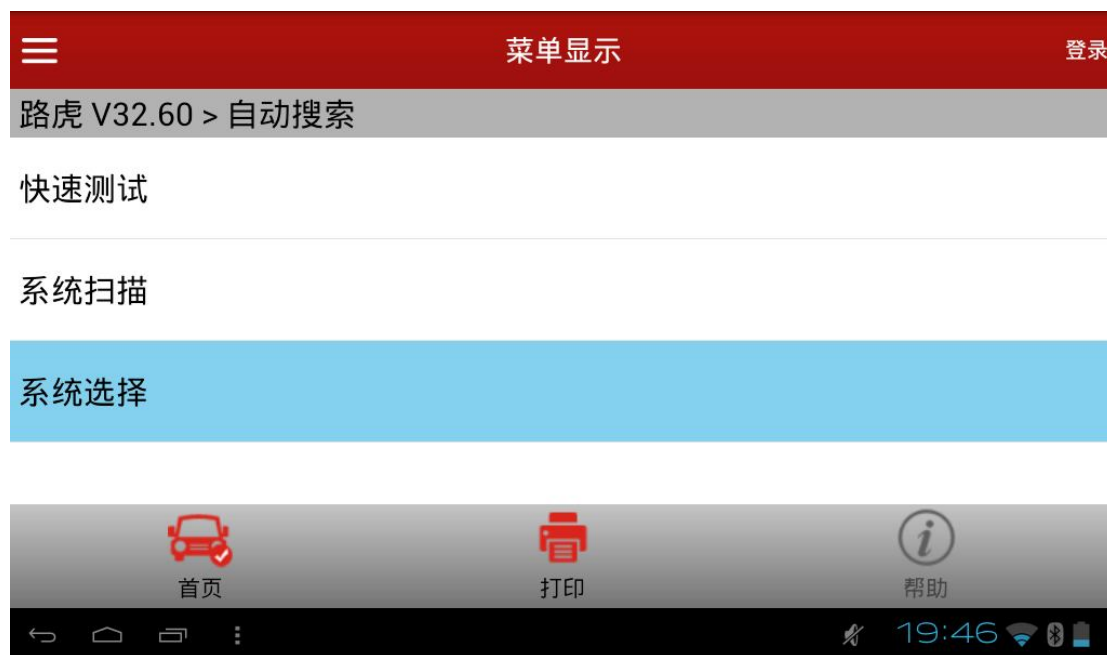 菜单显示
登录
路虎 V32.60 > 自动搜索
快速测试
系统扫描
系统选择
首页
打印
帮助
19:46